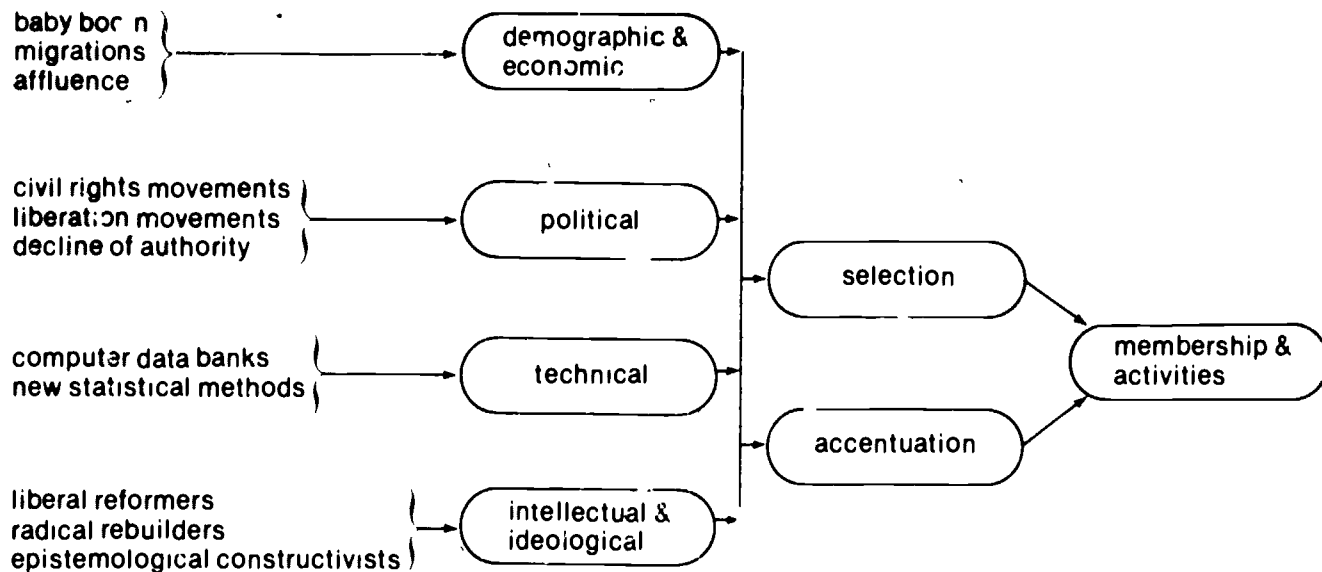 baby
migrations
affluence
demographic &
economic
civil rights movements
liberation movements
decline of authority
political
selection
membership &
activities
computer data banks
new statistical methods
technical
accentuation
liberal reformers
radical rebuilders
epistemological constructivists
intellectual &
ideological